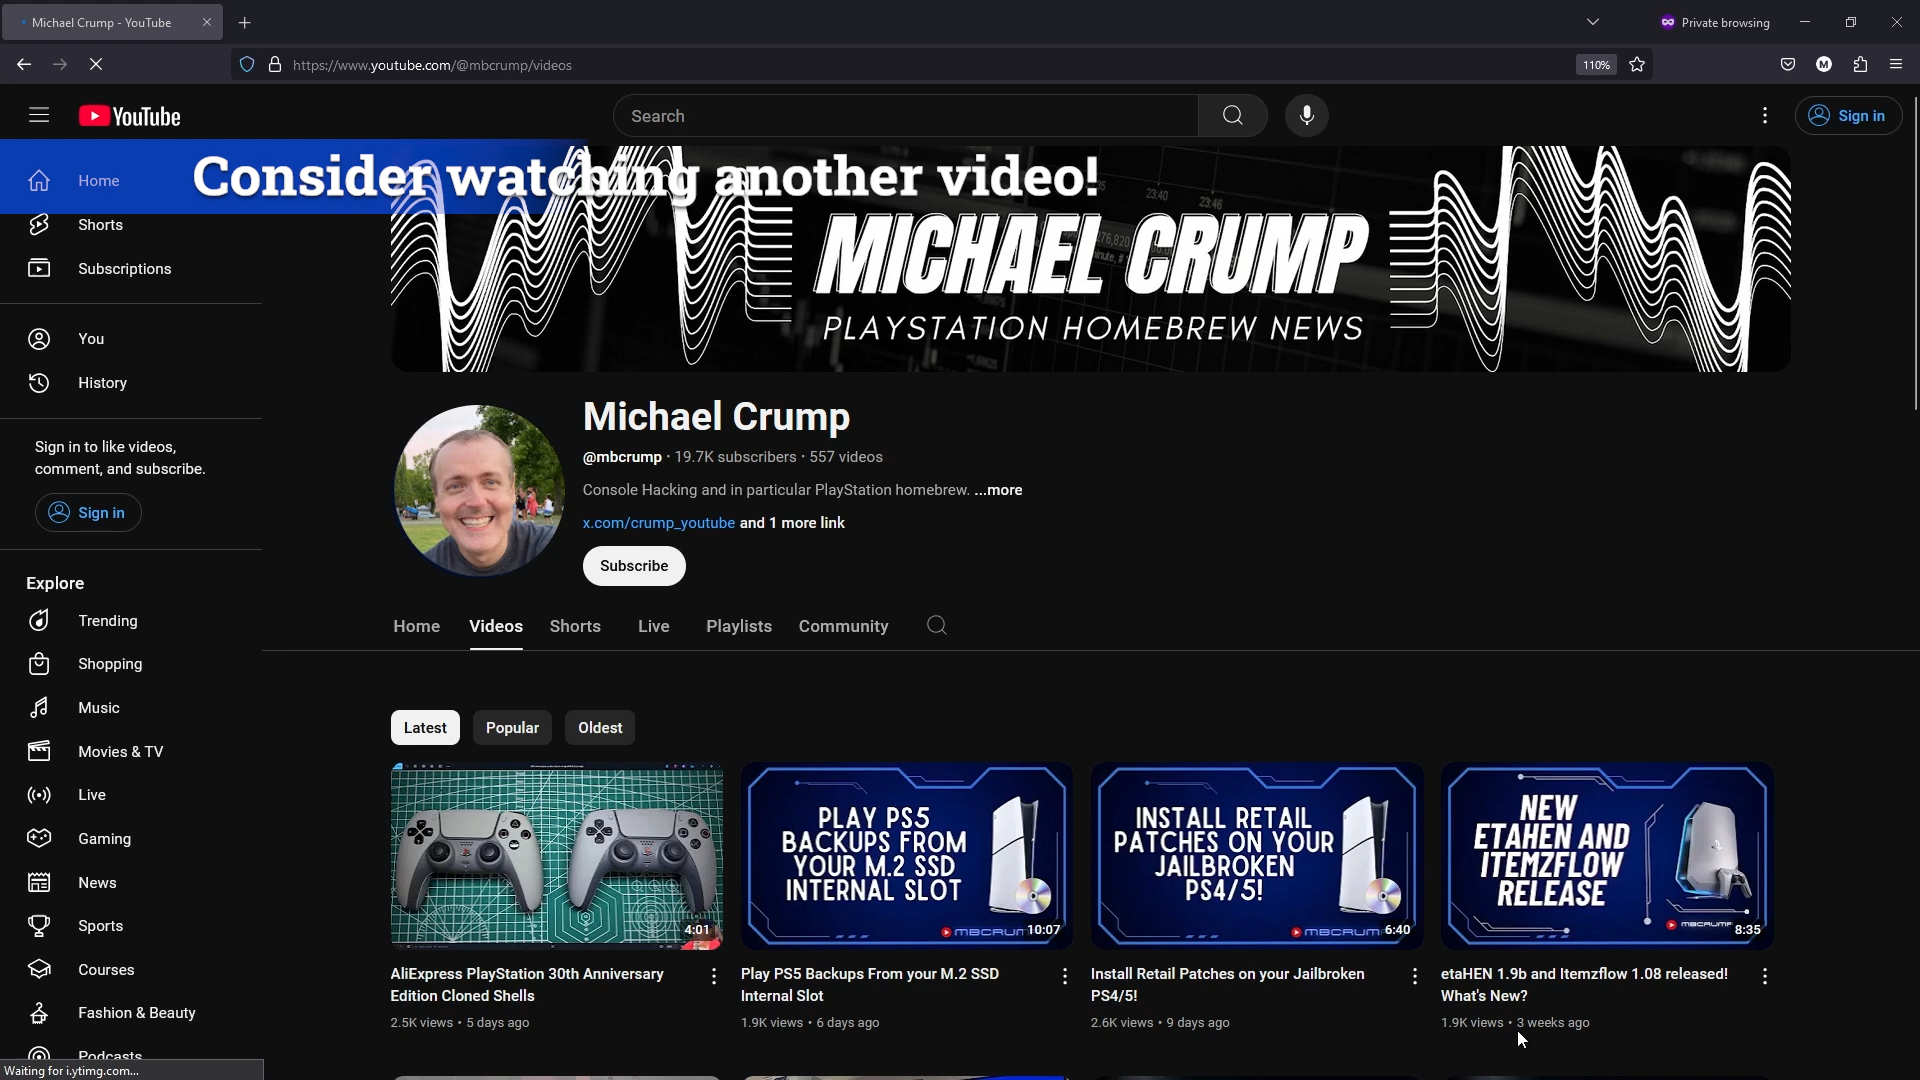 Michael Crump - YouTube
Private browsing
https://www.youtube.com/@mbcrump/videos
110%
M
YouTube
Search
Sign in
Consider watching another video!
Home
Shorts
Subscriptions
You
History
Sign in to like videos,
comment, and subscribe.
Sign in
Explore
Trending
Shopping
Music
Movies & TV
Live
Gaming
News
Sports
Courses
Fashion & Beauty
Podcasts
23:40
23:46
MICHAEL CRUMP
PLAYSTATION HOMEBREW NEWS
Michael Crump
@mbcrump · 19.7K subscribers · 557 videos
Console Hacking and in particular PlayStation homebrew. ...more
x.com/crump_youtube and 1 more link
Subscribe
Home Videos Shorts Live Playlists Community
Latest Popular Oldest
4:01
AliExpress PlayStation 30th Anniversary
Edition Cloned Shells
2.5K views • 5 days ago
PLAY PS5
BACKUPS FROM
YOUR M.2 SSD
INTERNAL SLOT
10:07
Play PS5 Backups From your M.2 SSD
Internal Slot
1.9K views • 6 days ago
INSTALL RETAIL
PATCHES ON YOUR
JAILBROKEN
PS4/5!
6:40
Install Retail Patches on your Jailbroken
PS4/5!
2.6K views • 9 days ago
NEW
ETAHEN AND
ITEMZFLOW
RELEASE
8:35
etaHEN 1.9b and Itemzflow 1.08 released!
What's New?
1.9K views • 3 weeks ago
Waiting for i.ytimg.com...